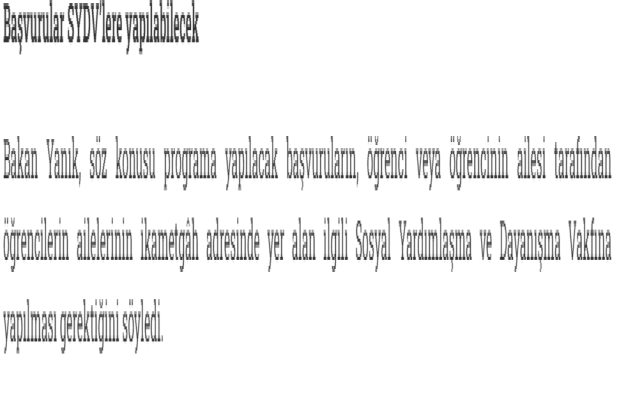 Başvurular SYDV'lere yapılabilecek
Bakan Yanık, söz konusu programa yapılacak başvuruların, öğrenci veya öğrencinin ailesi tarafından
öğrencilerin ailelerinin ikametgâh adresinde yer alan ilgili Sosyal Yardımlaşma ve Dayanışma Vakfına
yapılması gerektiğini söyledi.